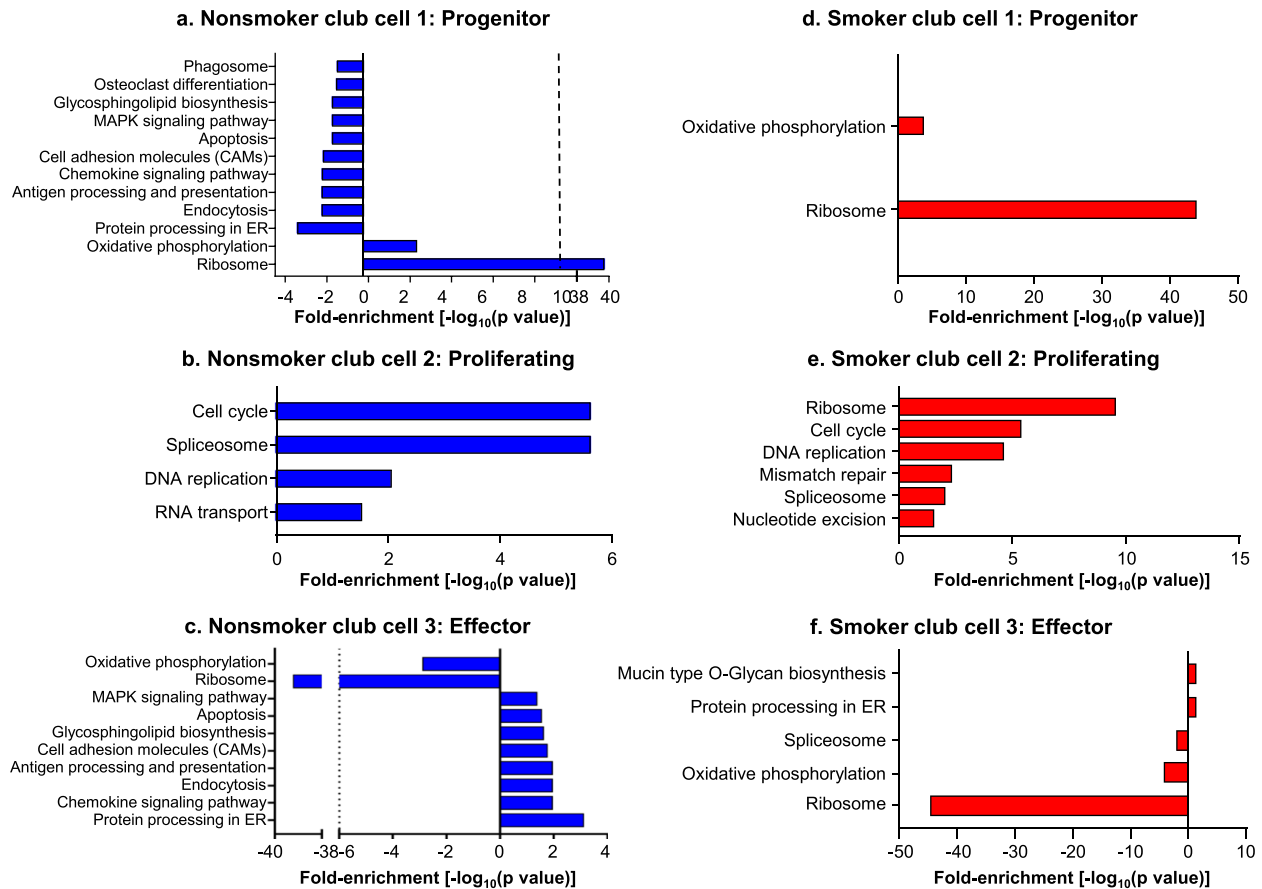 a. Nonsmoker club cell 1: Progenitor
Phagosome
Osteoclast differentiation
Glycosphingolipid biosynthesis
MAPK signaling pathway
Apoptosis
Cell adhesion molecules (CAMs)
Chemokine signaling pathway
Antigen processing and presentation
Endocytosis
Protein processing in ER
Oxidative phosphorylation
Ribosome
-4 -2 0 2 4 6 8 10 38 40
Fold-enrichment [-log10(p value)]
b. Nonsmoker club cell 2: Proliferating
Cell cycle
Spliceosome
DNA replication
RNA transport
0 2 4 6
Fold-enrichment [-log10(p value)]
c. Nonsmoker club cell 3: Effector
Oxidative phosphorylation
Ribosome
MAPK signaling pathway
Apoptosis
Glycosphingolipid biosynthesis
Cell adhesion molecules (CAMs)
Antigen processing and presentation
Endocytosis
Chemokine signaling pathway
Protein processing in ER
-40 -38 -6 -4 -2 0 2 4
Fold-enrichment [-log10(p value)]
d. Smoker club cell 1: Progenitor
Oxidative phosphorylation
Ribosome
0 10 20 30 40 50
Fold-enrichment [-log10(p value)]
e. Smoker club cell 2: Proliferating
Ribosome
Cell cycle
DNA replication
Mismatch repair
Spliceosome
Nucleotide excision
0 5 10 15
Fold-enrichment [-log10(p value)]
f. Smoker club cell 3: Effector
Mucin type O-Glycan biosynthesis
Protein processing in ER
Spliceosome
Oxidative phosphorylation
Ribosome
-50 -40 -30 -20 -10 0 10
Fold-enrichment [-log10(p value)]